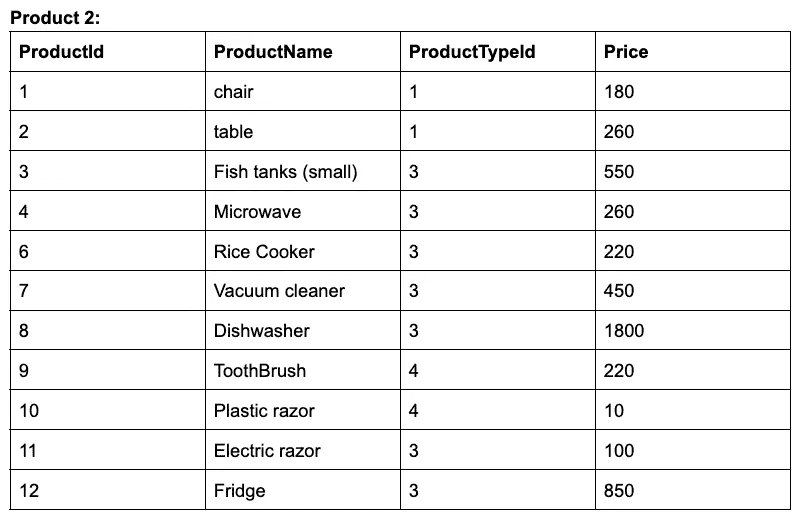 Product 2:
ProductId ProductName ProductTypeId Price
1 chair 1 180
2 table 1 260
3 Fish tanks (small) 3 550
4 Microwave 3 260
6 Rice Cooker 3 220
7 Vacuum cleaner 3 450
8 Dishwasher 3 1800
9 ToothBrush 4 220
10 Plastic razor 4 10
11 Electric razor 3 100
12 Fridge 3 850